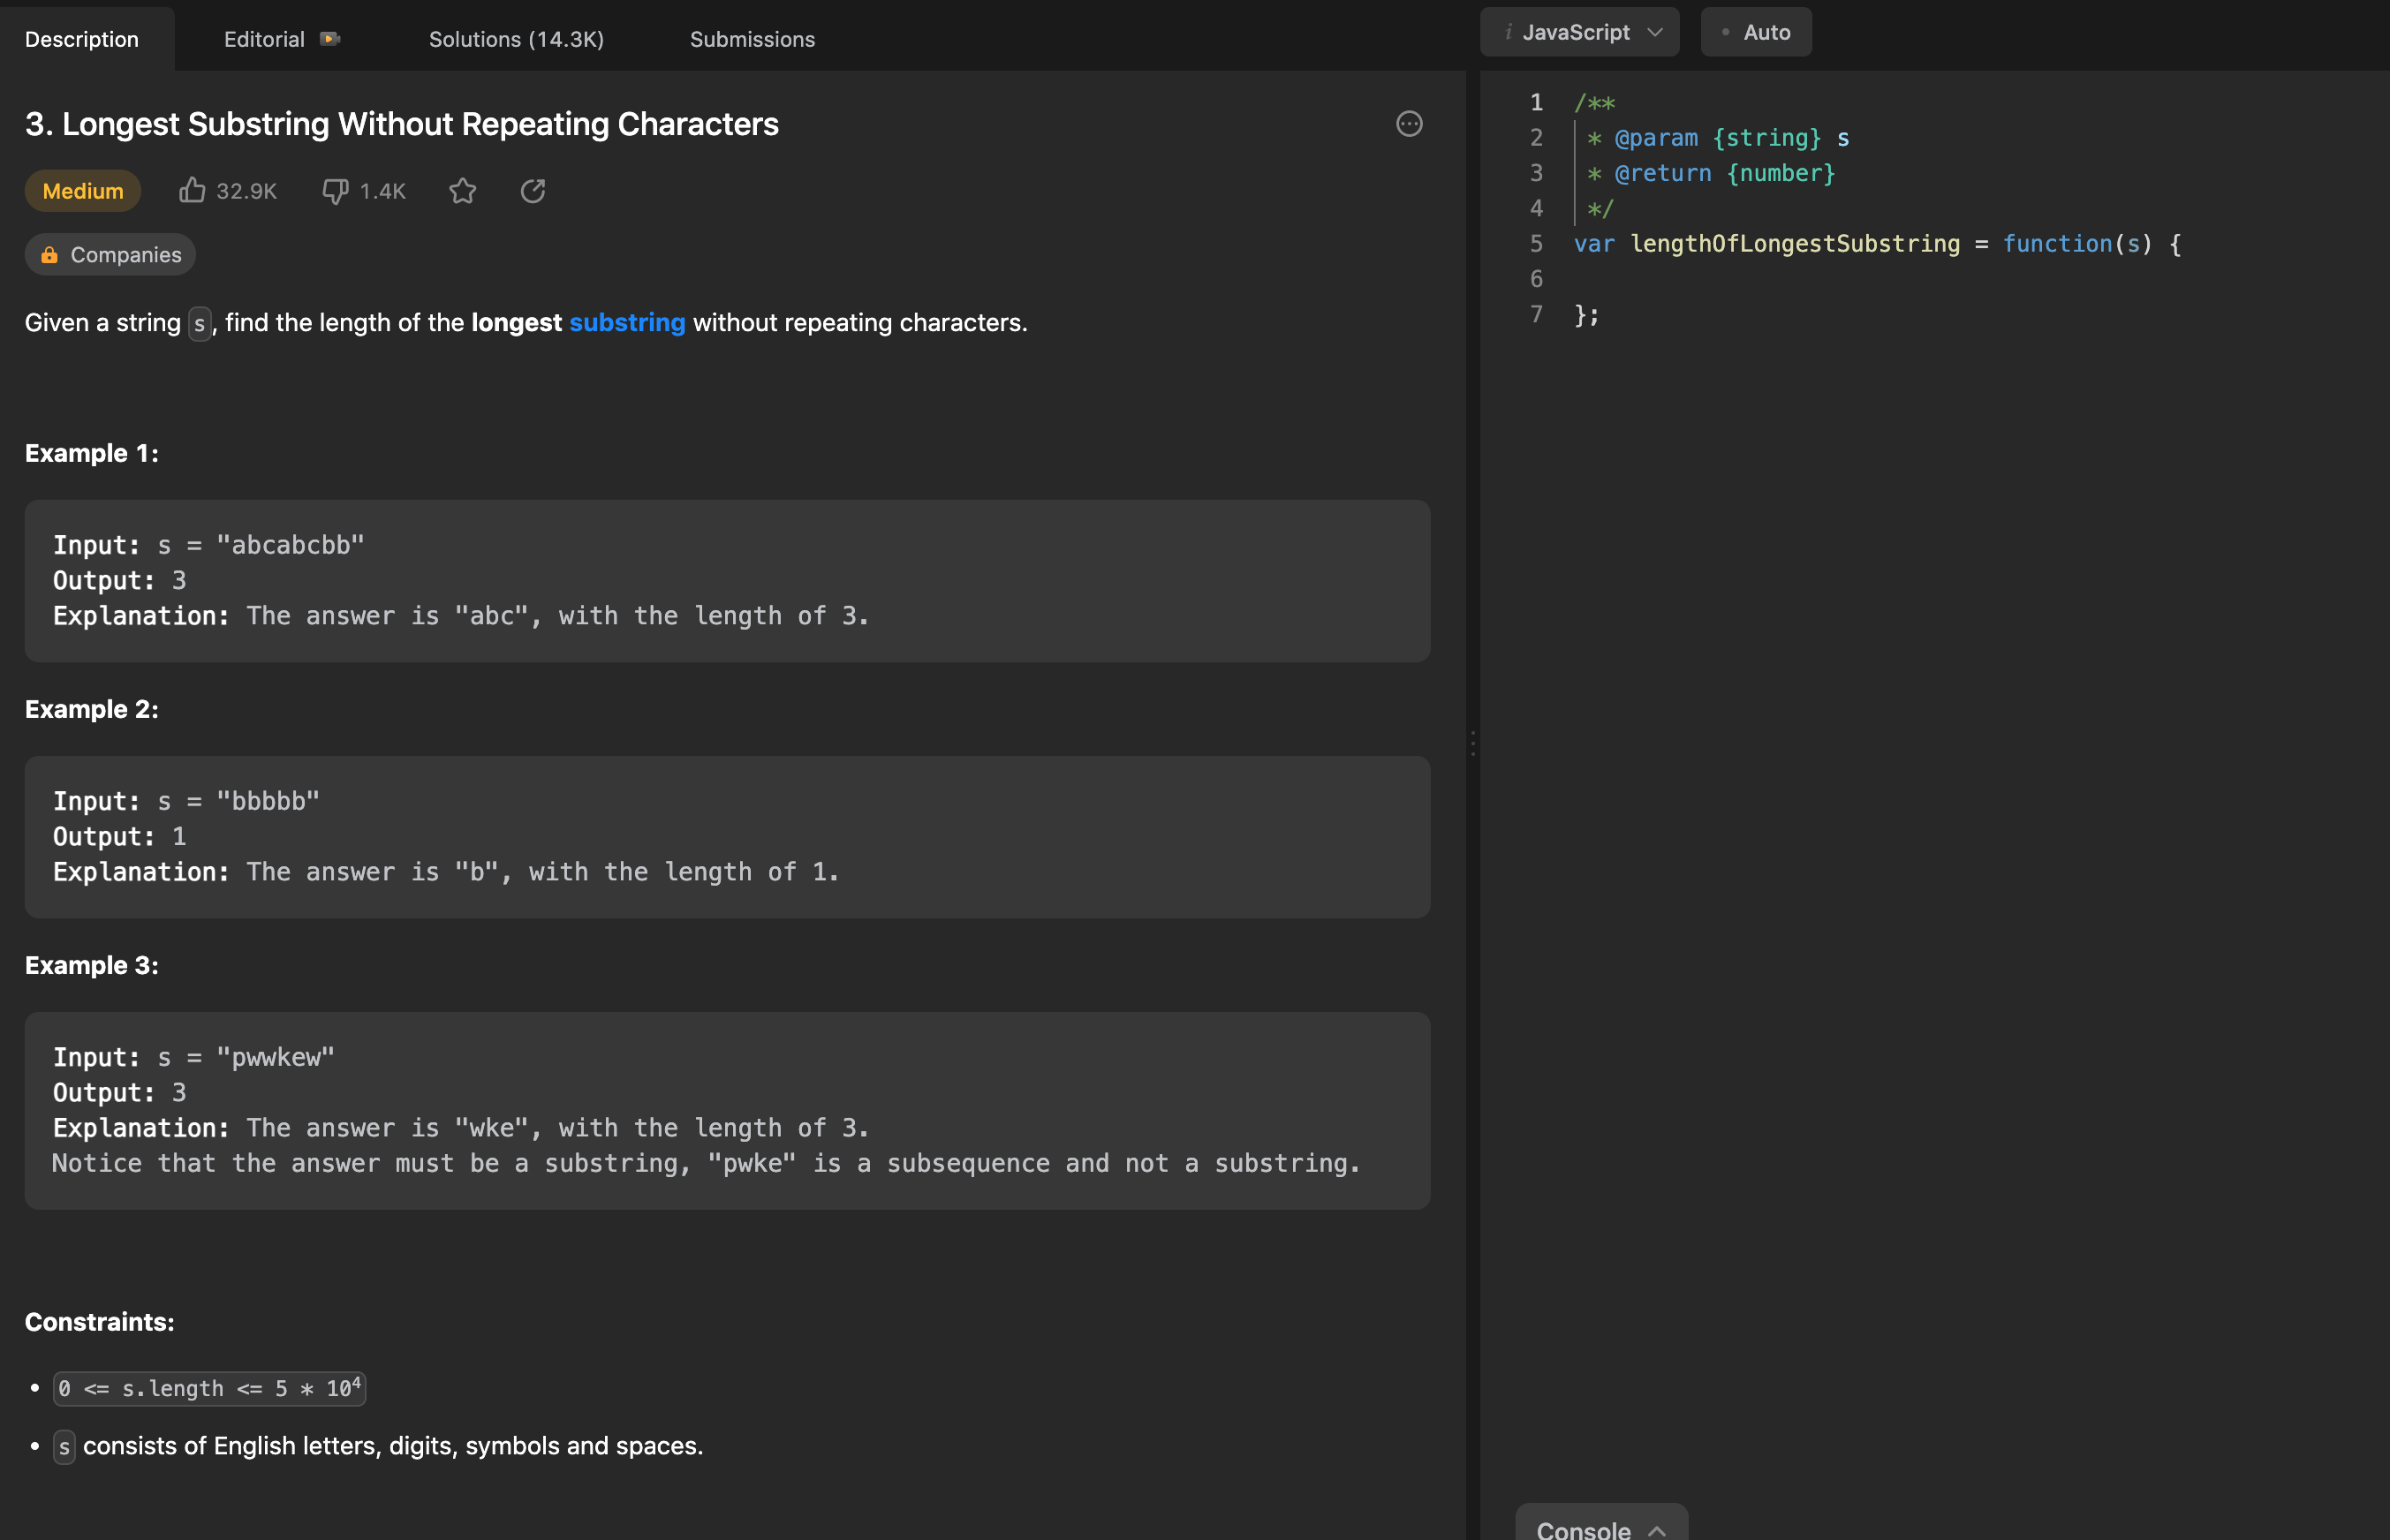 Description
Editorial
Solutions (14.3K)
Submissions
3. Longest Substring Without Repeating Characters
Medium
32.9K
1.4K
Companies
Given a string s, find the length of the longest substring without repeating characters.
Example 1:
Input: s = "abcabcbb"
Output: 3
Explanation: The answer is "abc", with the length of 3.
Example 2:
Input: s = "bbbbb"
Output: 1
Explanation: The answer is "b", with the length of 1.
Example 3:
Input: s = "pwwkew"
Output: 3
Explanation: The answer is "wke", with the length of 3.
Notice that the answer must be a substring, "pwke" is a subsequence and not a substring.
Constraints:
• 0 <= s.length <= 5 * 10⁴
• s consists of English letters, digits, symbols and spaces.
i JavaScript
• Auto
1 /**
2  * @param {string} s
3  * @return {number}
4  */
5 var lengthOfLongestSubstring = function(s) {
6
7 };
Console